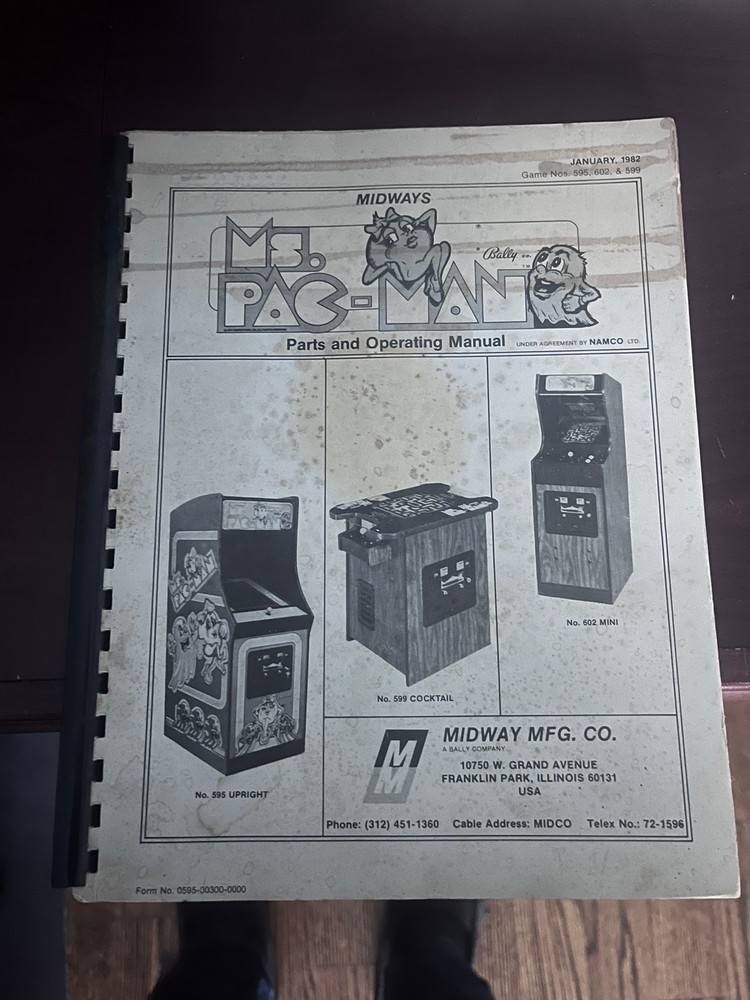 JANUARY, 1982
Game Nos. 595, 602, & 599
MIDWAYS
MS.
PAC-MAN
Bally co.
TM
Parts and Operating Manual UNDER AGREEMENT BY NAMCO LTD.
No. 602 MINI
No. 599 COCKTAIL
No. 595 UPRIGHT
MM
MIDWAY MFG. CO.
A BALLY COMPANY
10750 W. GRAND AVENUE
FRANKLIN PARK, ILLINOIS 60131
USA
Phone: (312) 451-1360 Cable Address: MIDCO Telex No.: 72-1596
Form No. 0595-00300-0000